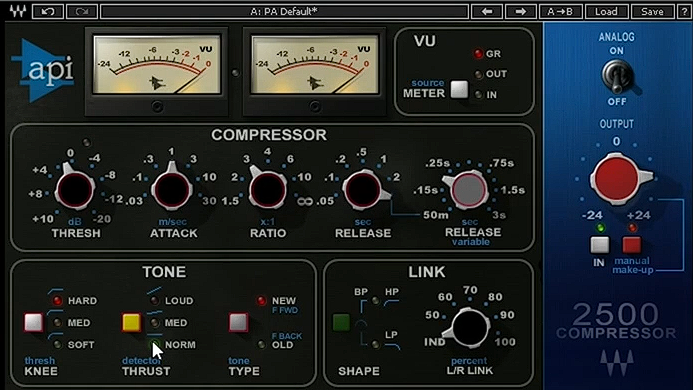 A: PA Default*
A→B
Load
Save
?
api
-24 -12 -6 -3 -2 -1 0 VU
-24 -12 -6 -3 -2 -1 0 VU
VU
source
METER
GR
OUT
IN
ANALOG
ON
OFF
COMPRESSOR
+10 +8 +4 0 -4 -8 -12 -20
dB
THRESH
.03 .1 .3 1 3 10 30
m/sec
ATTACK
1.5 2 3 4 6 10 ∞
x:1
RATIO
.05 .1 .2 .5 1 2
sec
RELEASE
50m .15s .25s .75s 1.5s 3s
sec
RELEASE
variable
OUTPUT
0
-24 +24
IN
manual
make-up
TONE
HARD
MED
SOFT
thresh
KNEE
LOUD
MED
NORM
detector
THRUST
NEW
F FWD
F BACK
OLD
tone
TYPE
LINK
BP HP
LP
SHAPE
IND 50 60 70 80 90 100
percent
L/R LINK
2500
COMPRESSOR